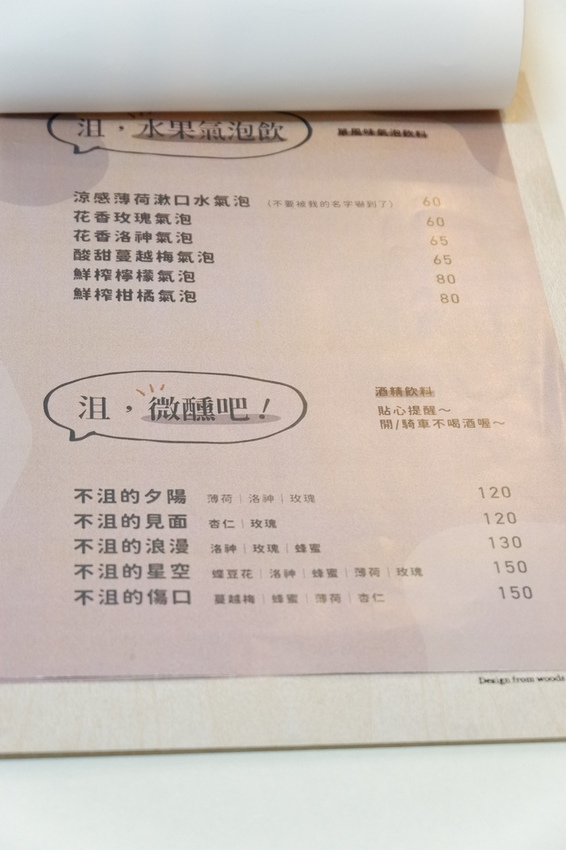 沮，水果氣泡飲
單風味氣泡飲料
涼感薄荷漱口水氣泡 (不要被我的名字嚇到了) 60
花香玫瑰氣泡 60
花香洛神氣泡 65
酸甜蔓越梅氣泡 65
鮮榨檸檬氣泡 80
鮮榨柑橘氣泡 80
沮，微醺吧！
酒精飲料
貼心提醒～
開/騎車不喝酒喔～
不沮的夕陽 薄荷｜洛神｜玫瑰 120
不沮的見面 杏仁｜玫瑰 120
不沮的浪漫 洛神｜玫瑰｜蜂蜜 130
不沮的星空 蝶豆花｜洛神｜蜂蜜｜薄荷｜玫瑰 150
不沮的傷口 蔓越梅｜蜂蜜｜薄荷｜杏仁 150
Design from woods